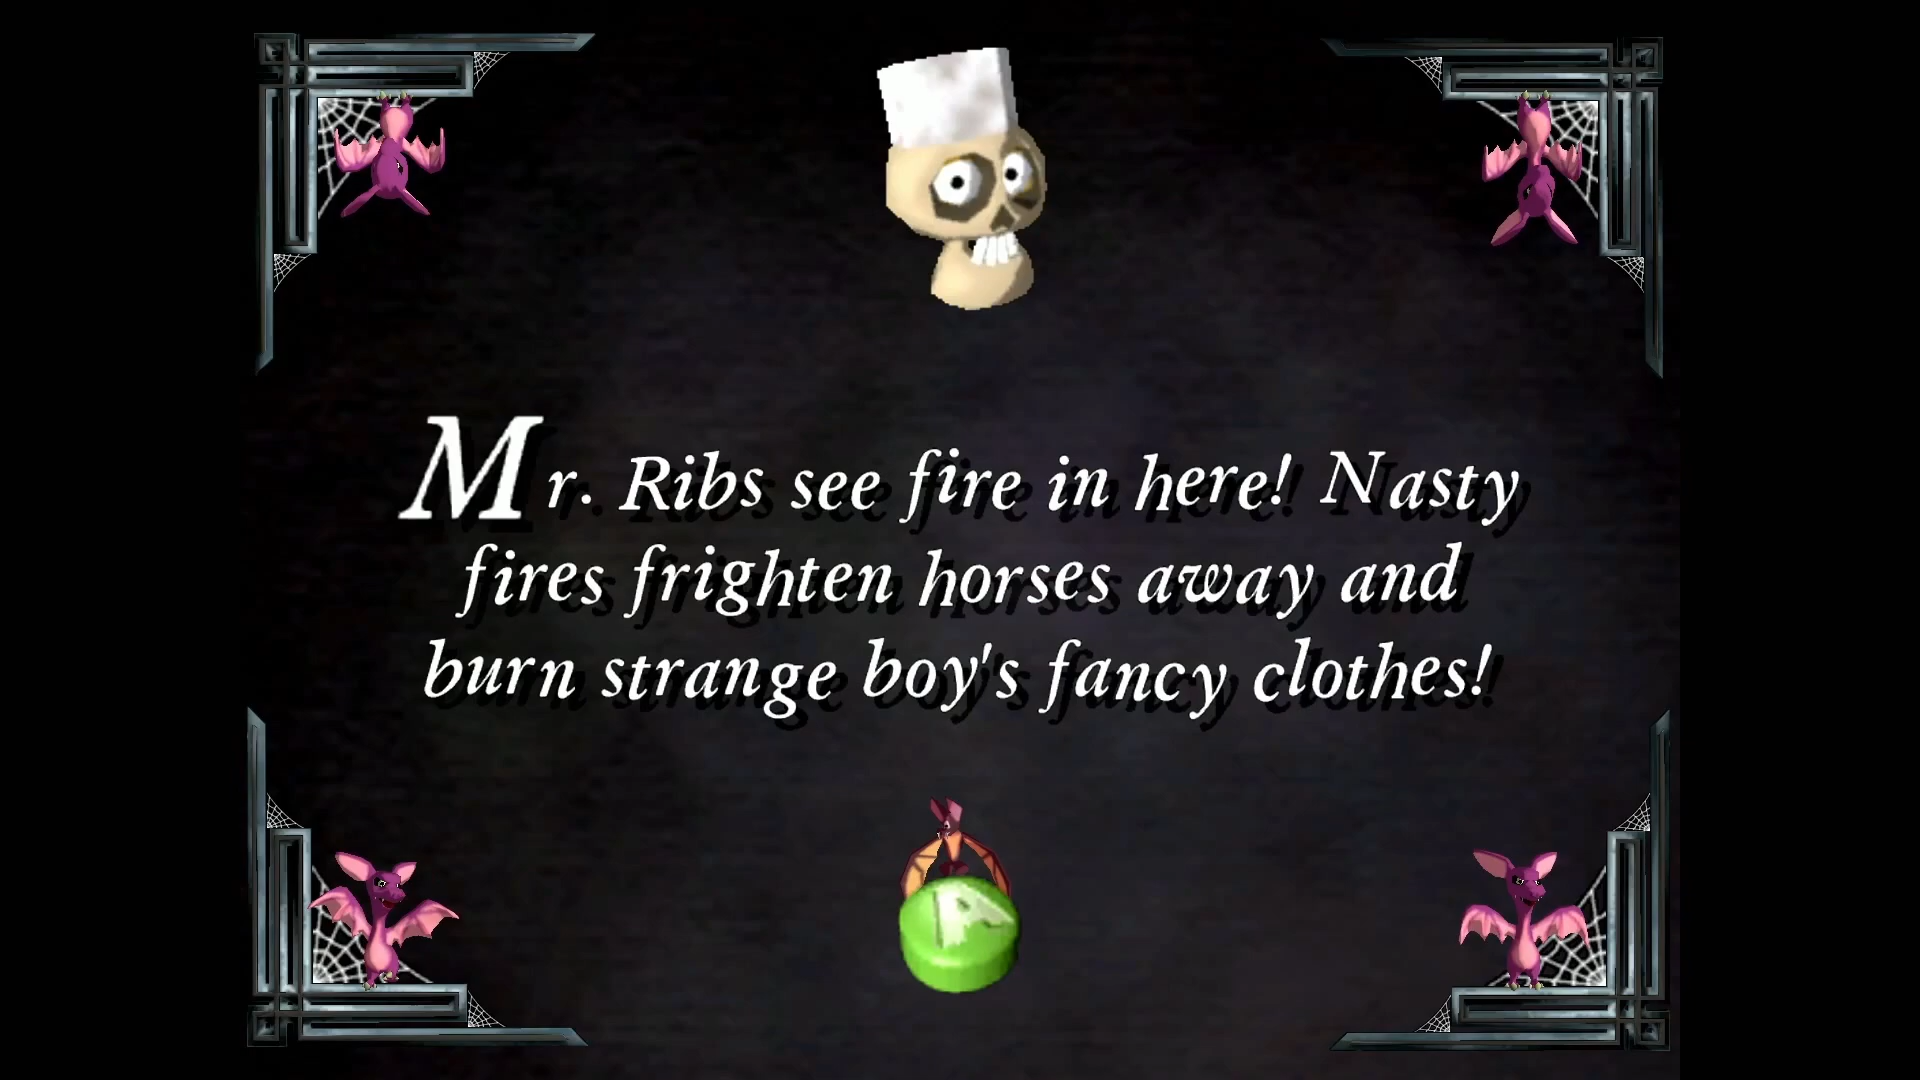 Mr. Ribs see fire in here! Nasty
fires frighten horses away and
burn strange boy's fancy clothes!
A